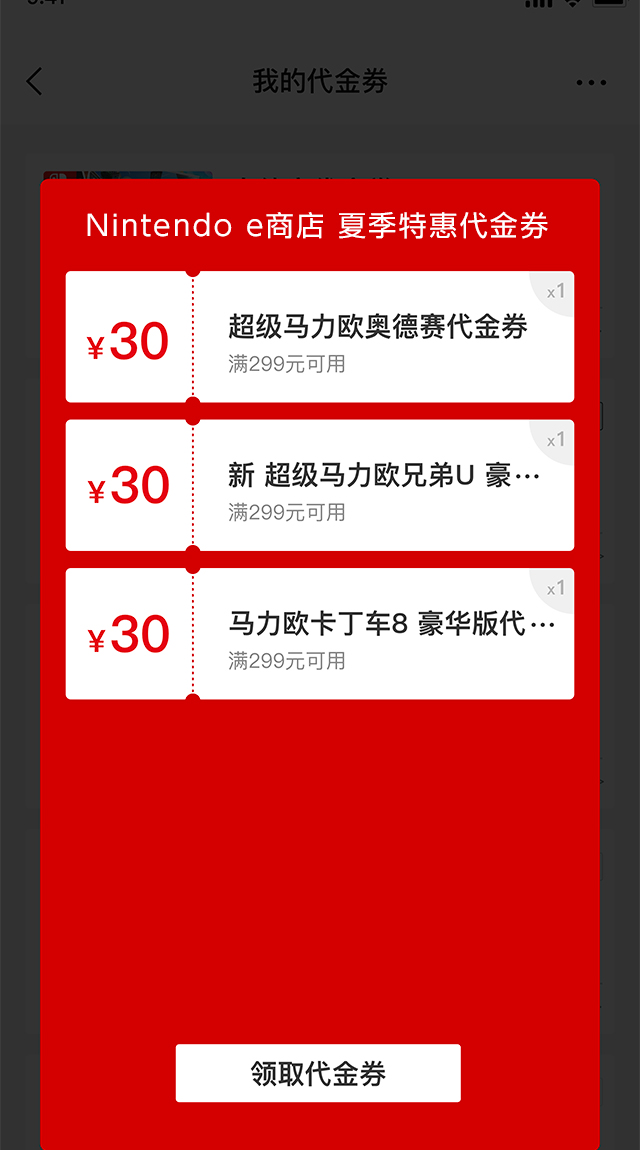 我的代金券
Nintendo e商店 夏季特惠代金券
x1
¥30
超级马力欧奥德赛代金券
满299元可用
x1
¥30
新 超级马力欧兄弟U 豪…
满299元可用
x1
¥30
马力欧卡丁车8 豪华版代…
满299元可用
领取代金券